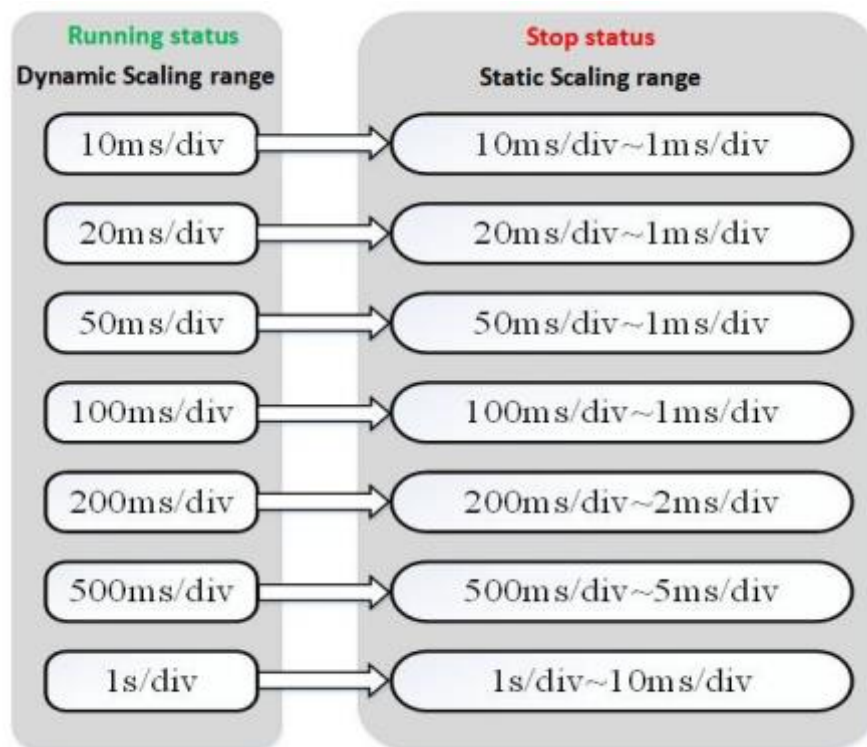 Running status
Dynamic Scaling range
Stop status
Static Scaling range
10ms/div
10ms/div~1ms/div
20ms/div
20ms/div~1ms/div
50ms/div
50ms/div~1ms/div
100ms/div
100ms/div~1ms/div
200ms/div
200ms/div~2ms/div
500ms/div
500ms/div~5ms/div
1s/div
1s/div~10ms/div